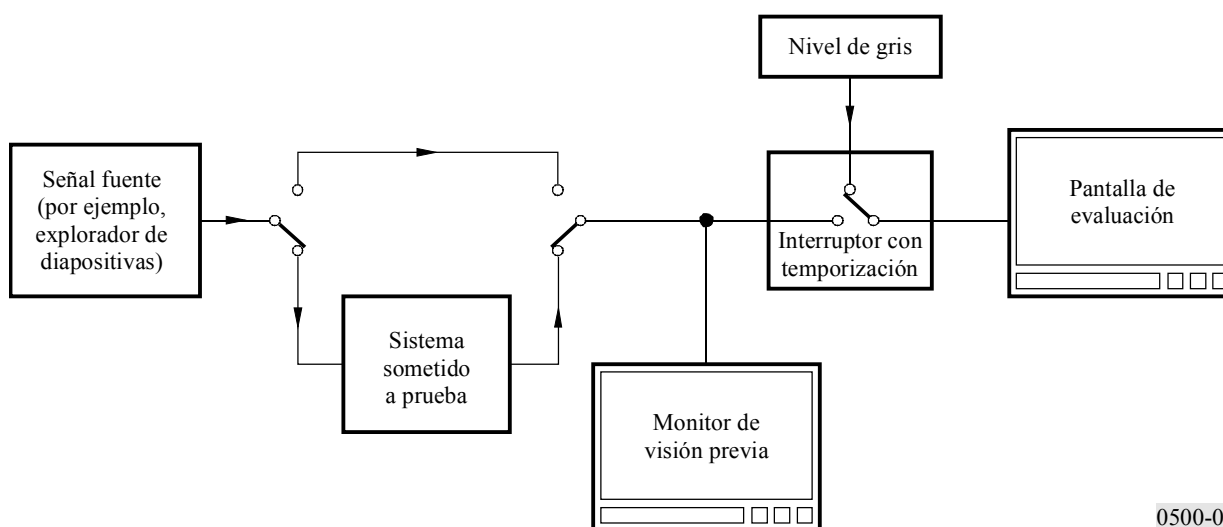 Nivel de gris
Señal fuente
(por ejemplo,
explorador de
diapositivas)
Pantalla de
evaluación
Interruptor con
temporización
Sistema
sometido
a prueba
Monitor de
visión previa
0500-0